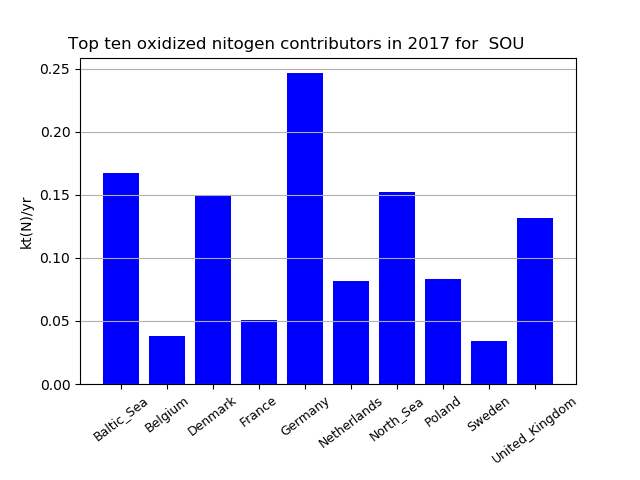 Top ten oxidized nitogen contributors in 2017 for  SOU
kt(N)/yr
0.25
0.20
0.15
0.10
0.05
0.00
Baltic_Sea
Belgium
Denmark
France
Germany
Netherlands
North_Sea
Poland
Sweden
United_Kingdom